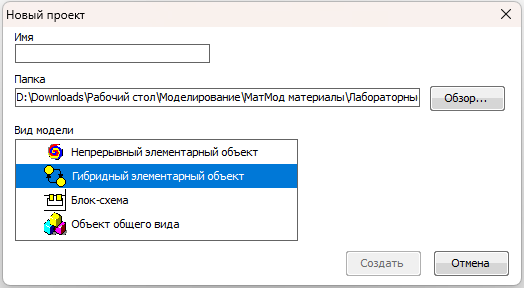 Новый проект
Имя
Папка
D:\Downloads\Рабочий стол\Моделирование\МатМод материалы\Лабораторны
Обзор...
Вид модели
Непрерывный элементарный объект
Гибридный элементарный объект
Блок-схема
Объект общего вида
Создать
Отмена